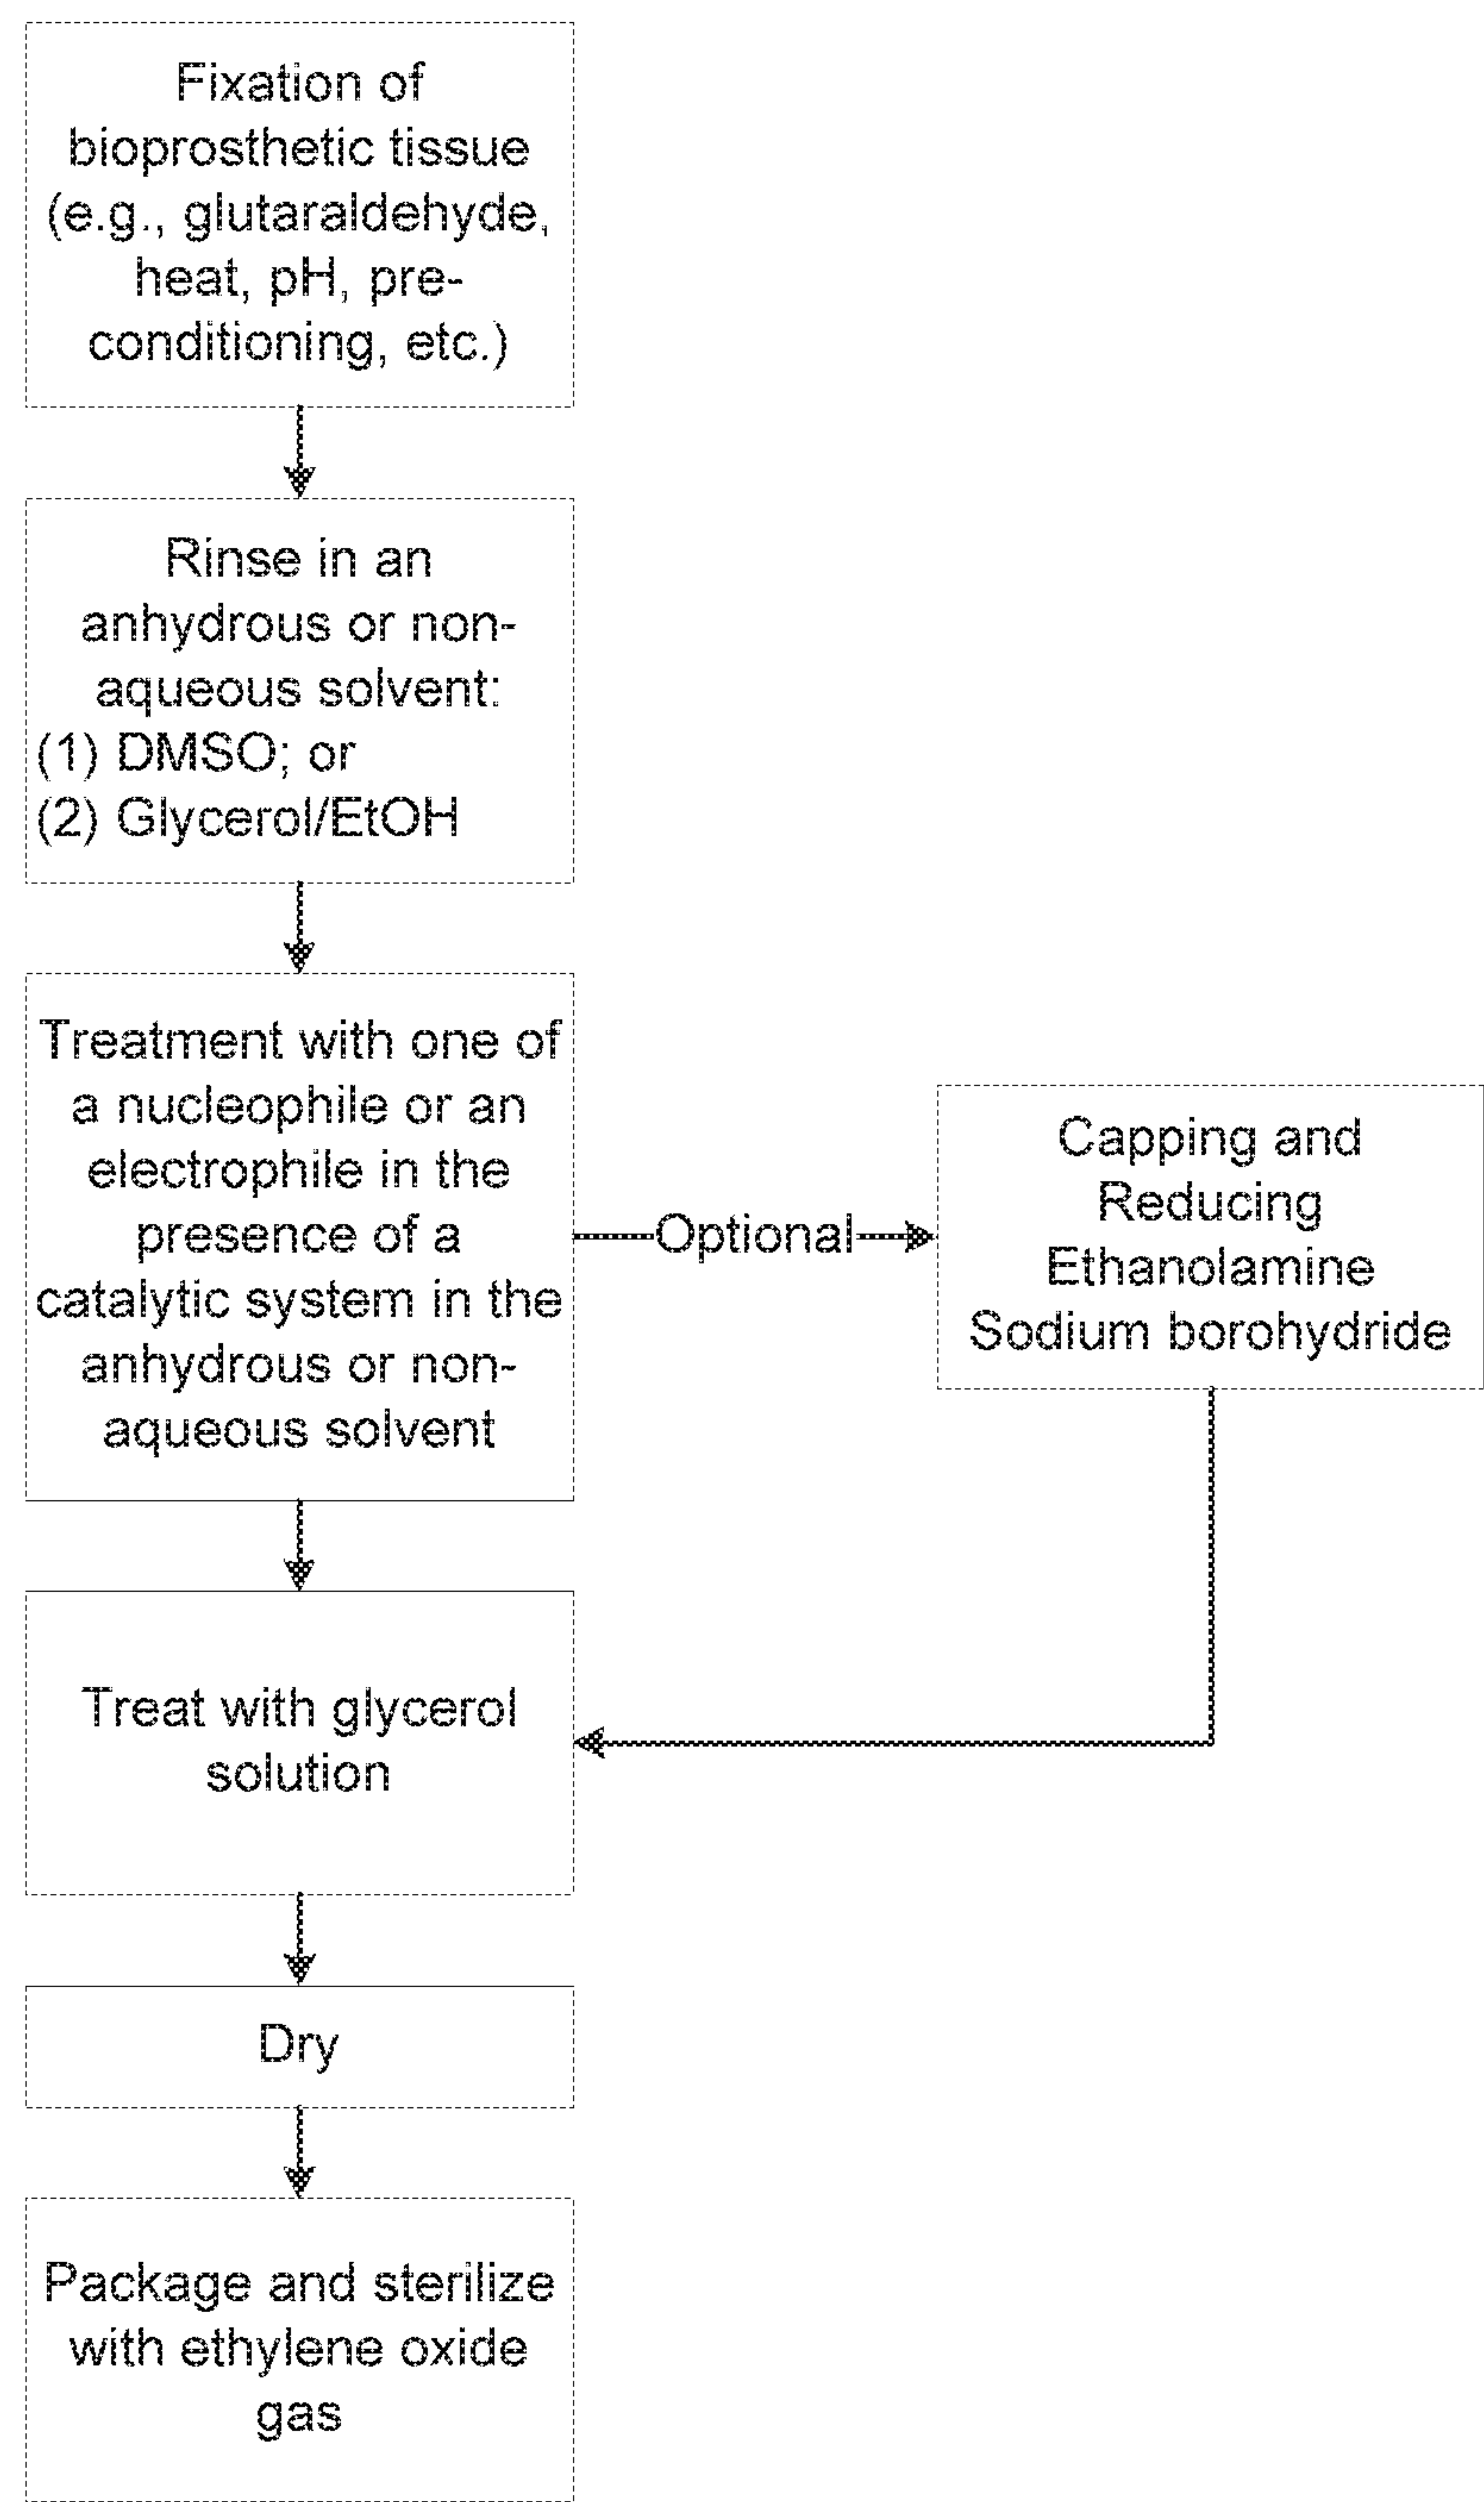 Fixation of
bioprosthetic tissue
(e.g., glutaraldehyde,
heat, pH, pre-
conditioning, etc.)
Rinse in an
anhydrous or non-
aqueous solvent:
(1) DMSO; or
(2) Glycerol/EtOH
Treatment with one of
a nucleophile or an
electrophile in the
presence of a
catalytic system in the
anhydrous or non-
aqueous solvent
Optional
Capping and
Reducing
Ethanolamine
Sodium borohydride
Treat with glycerol
solution
Dry
Package and sterilize
with ethylene oxide
gas